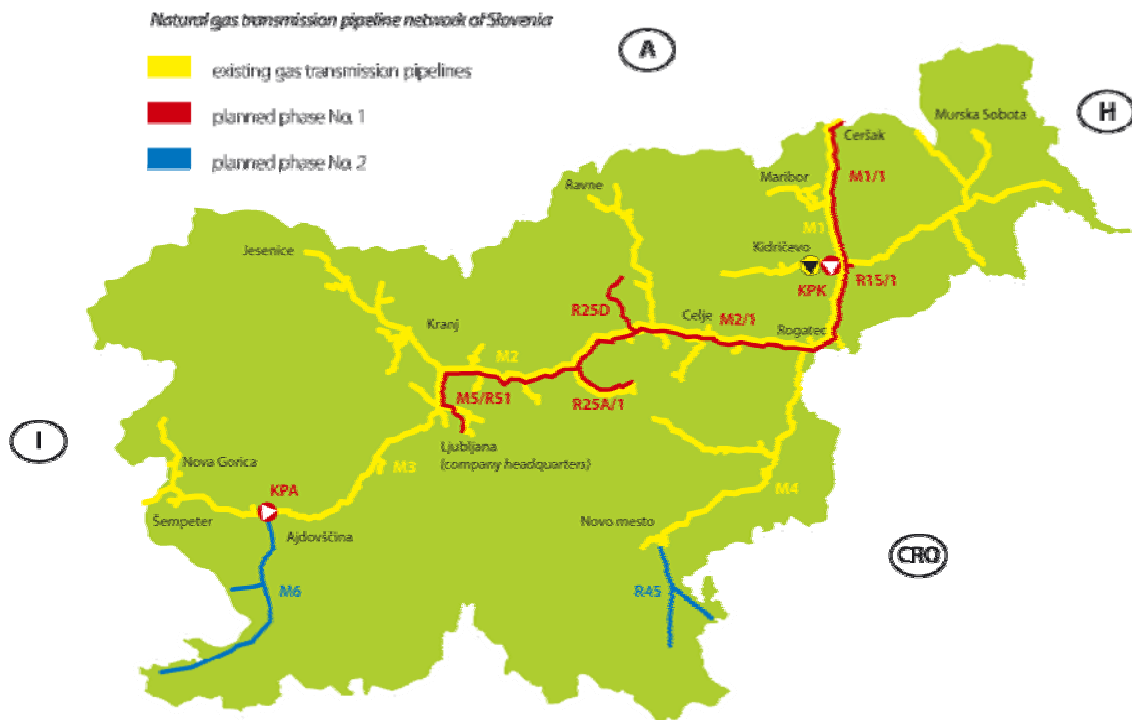 Natural gas transmission pipeline network of Slovenia
existing gas transmission pipelines
planned phase No. 1
planned phase No. 2
A
H
Murska Sobota
Ceršak
Maribor
M1/1
Ravne
M1
Kidričevo
Jesenice
KPK
R15/1
R25D
Celje
M2/1
Rogatec
Kranj
M2
M5/R51
R25A/1
I
Ljubljana
(company headquarters)
Nova Gorica
M3
KPA
M4
Šempeter
Ajdovščina
Novo mesto
CRO
M6
R45